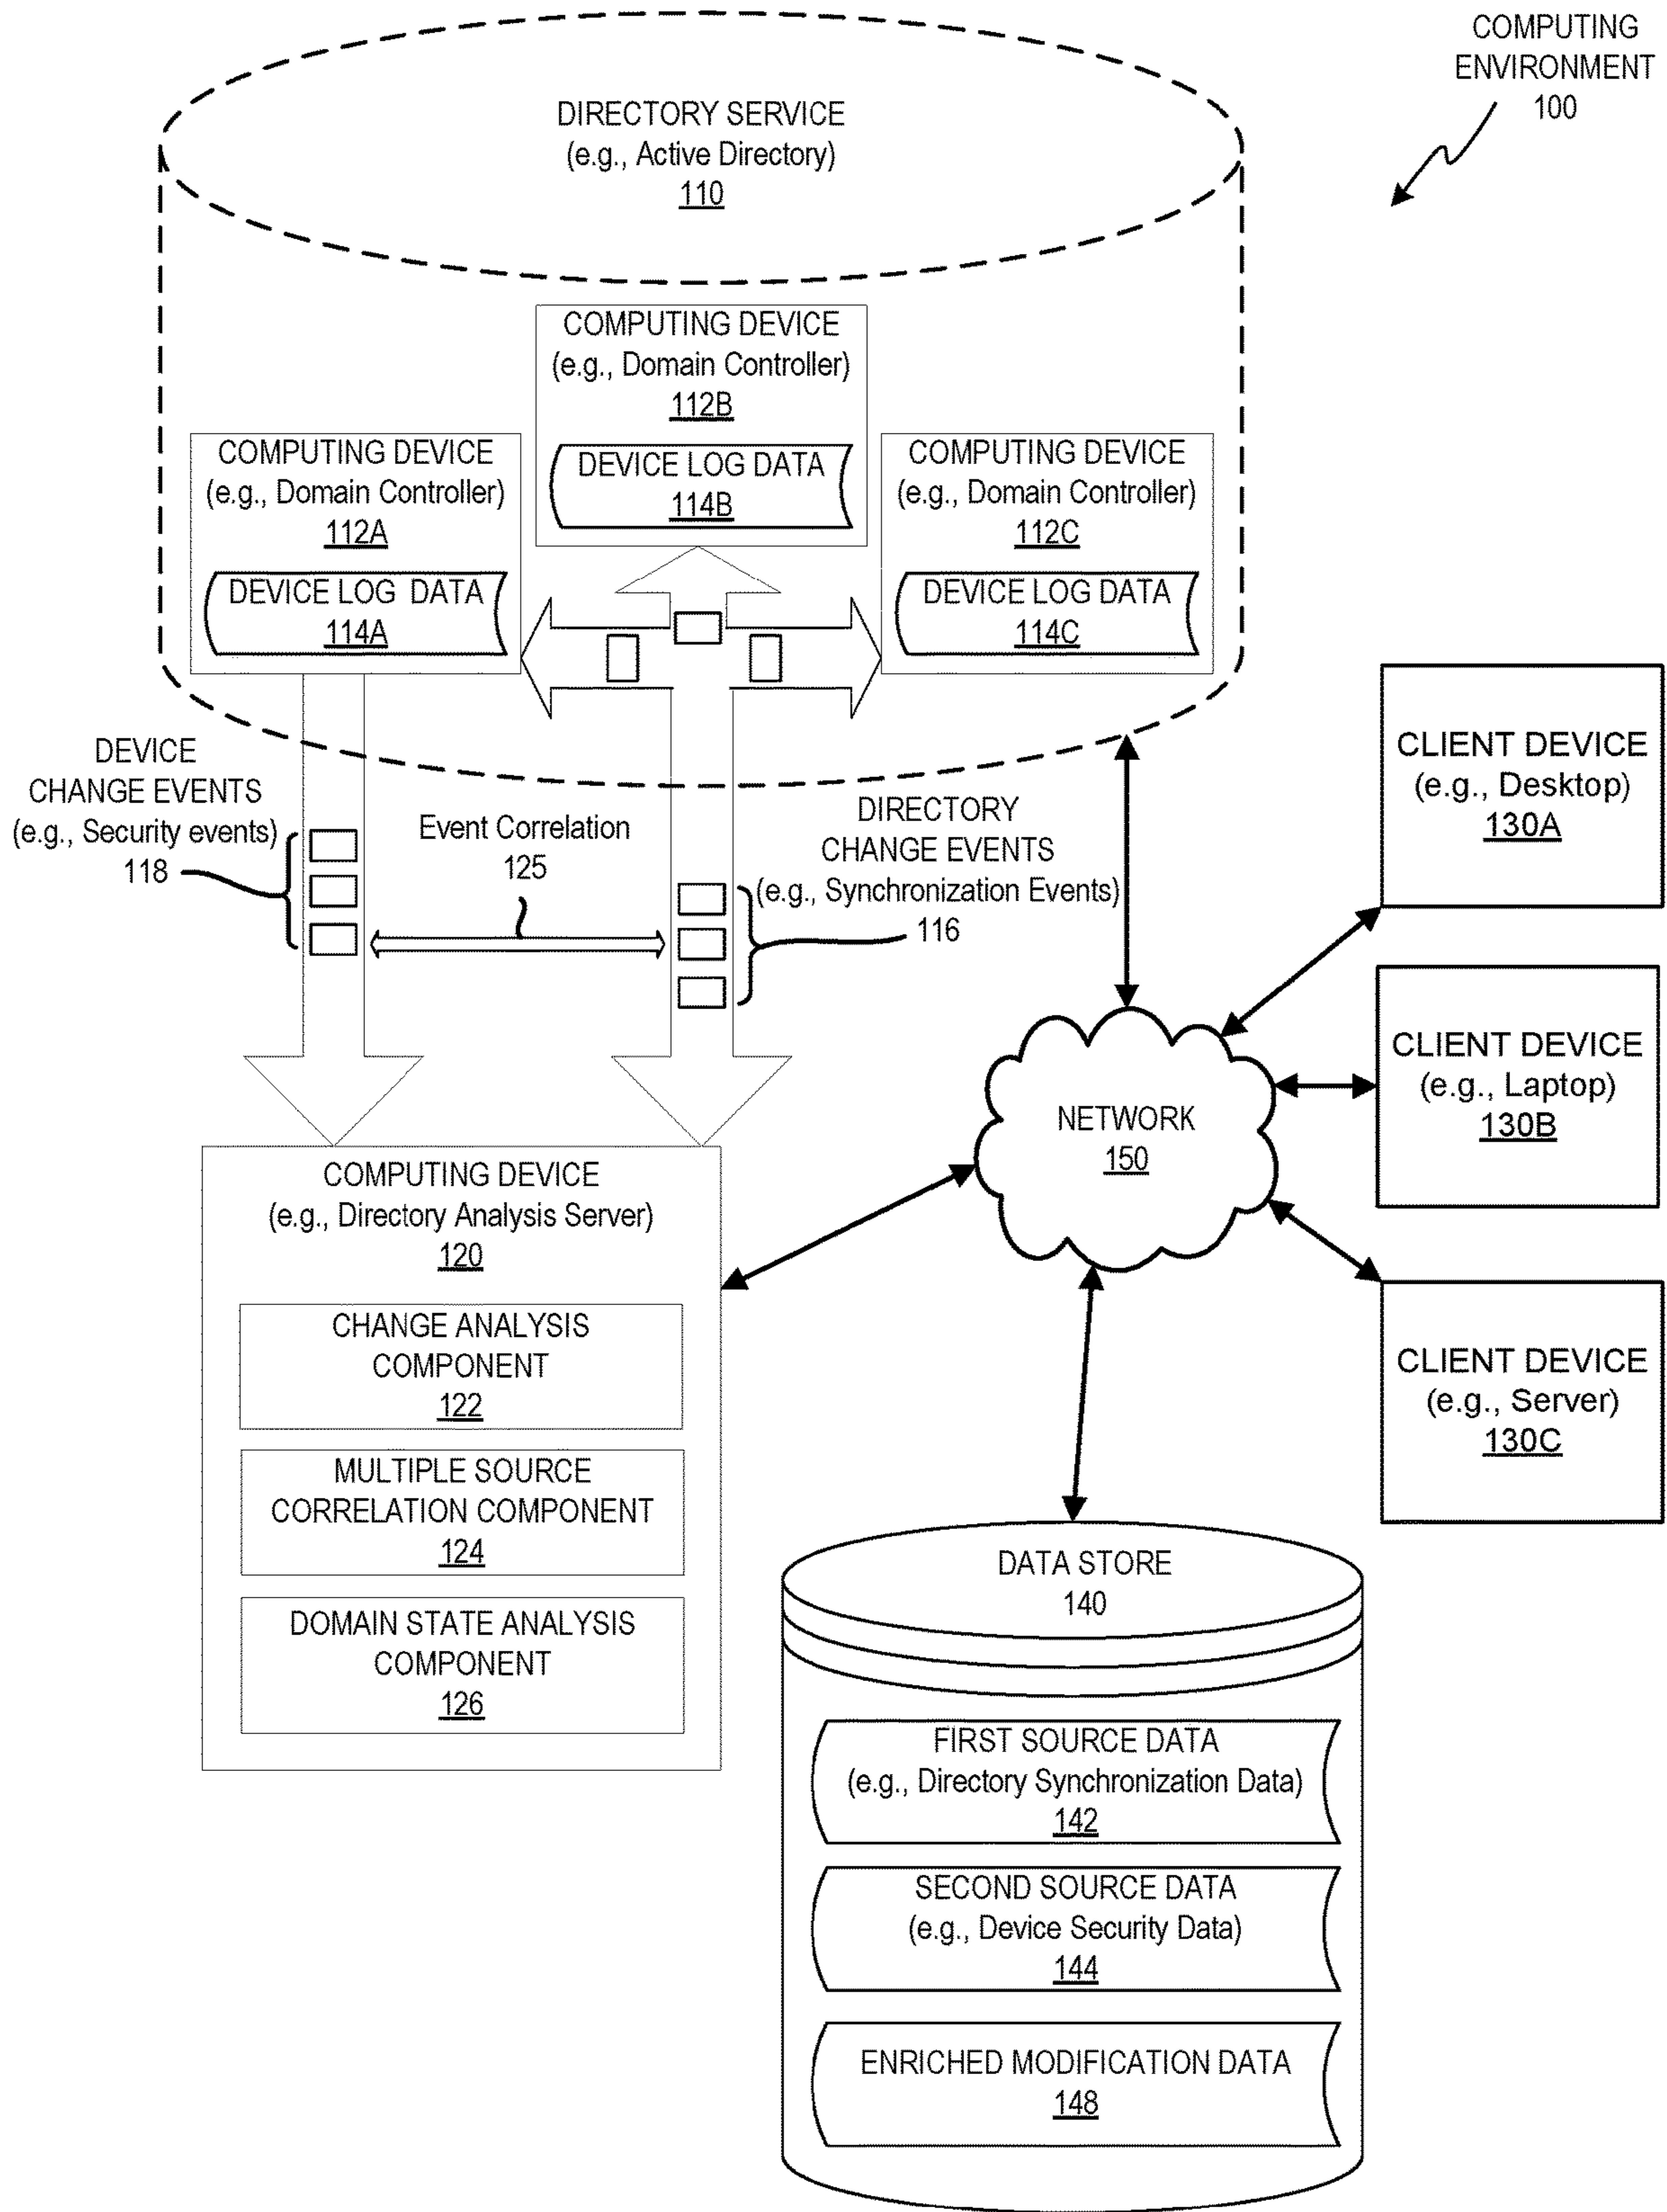 COMPUTING
ENVIRONMENT
100
DIRECTORY SERVICE
(e.g., Active Directory)
110
COMPUTING DEVICE
(e.g., Domain Controller)
112B
DEVICE LOG DATA
114B
COMPUTING DEVICE
(e.g., Domain Controller)
112A
DEVICE LOG DATA
114A
COMPUTING DEVICE
(e.g., Domain Controller)
112C
DEVICE LOG DATA
114C
DEVICE
CHANGE EVENTS
(e.g., Security events)
118
Event Correlation
125
DIRECTORY
CHANGE EVENTS
(e.g., Synchronization Events)
116
CLIENT DEVICE
(e.g., Desktop)
130A
CLIENT DEVICE
(e.g., Laptop)
130B
CLIENT DEVICE
(e.g., Server)
130C
NETWORK
150
COMPUTING DEVICE
(e.g., Directory Analysis Server)
120
CHANGE ANALYSIS
COMPONENT
122
MULTIPLE SOURCE
CORRELATION COMPONENT
124
DOMAIN STATE ANALYSIS
COMPONENT
126
DATA STORE
140
FIRST SOURCE DATA
(e.g., Directory Synchronization Data)
142
SECOND SOURCE DATA
(e.g., Device Security Data)
144
ENRICHED MODIFICATION DATA
148